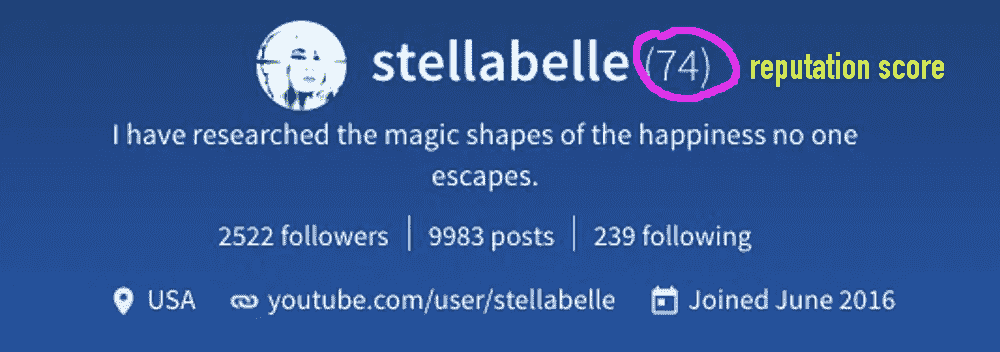 stellabelle (74) reputation score
I have researched the magic shapes of the happiness no one
escapes.
2522 followers 9983 posts 239 following
USA youtube.com/user/stellabelle Joined June 2016